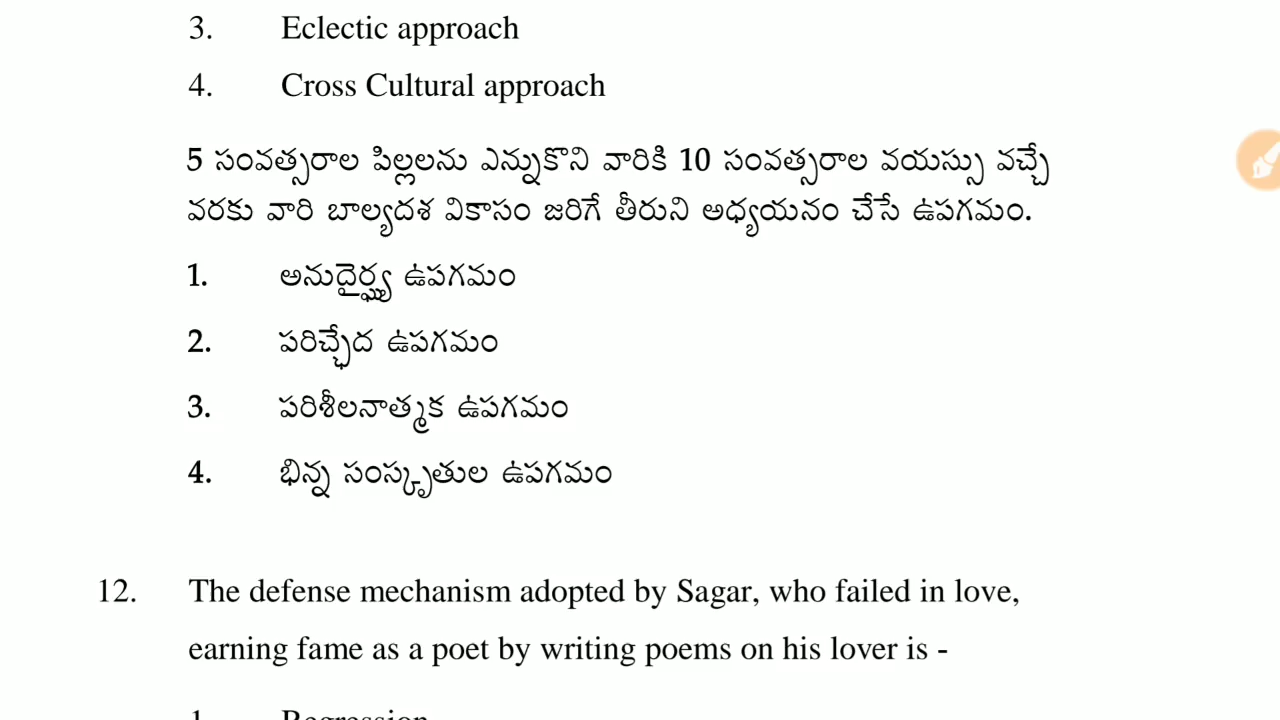 3. Eclectic approach
4. Cross Cultural approach
5 సంవత్సరాల పిల్లలను ఎన్నుకొని వారికి 10 సంవత్సరాల వయస్సు వచ్చే
వరకు వారి బాల్యదశ వికాసం జరిగే తీరుని అధ్యయనం చేసే ఉపగమం.
1. అనుదైర్ఘ్య ఉపగమం
2. పరిచ్ఛేద ఉపగమం
3. పరిశీలనాత్మక ఉపగమం
4. భిన్న సంస్కృతుల ఉపగమం
12. The defense mechanism adopted by Sagar, who failed in love,
earning fame as a poet by writing poems on his lover is -
1. Regression